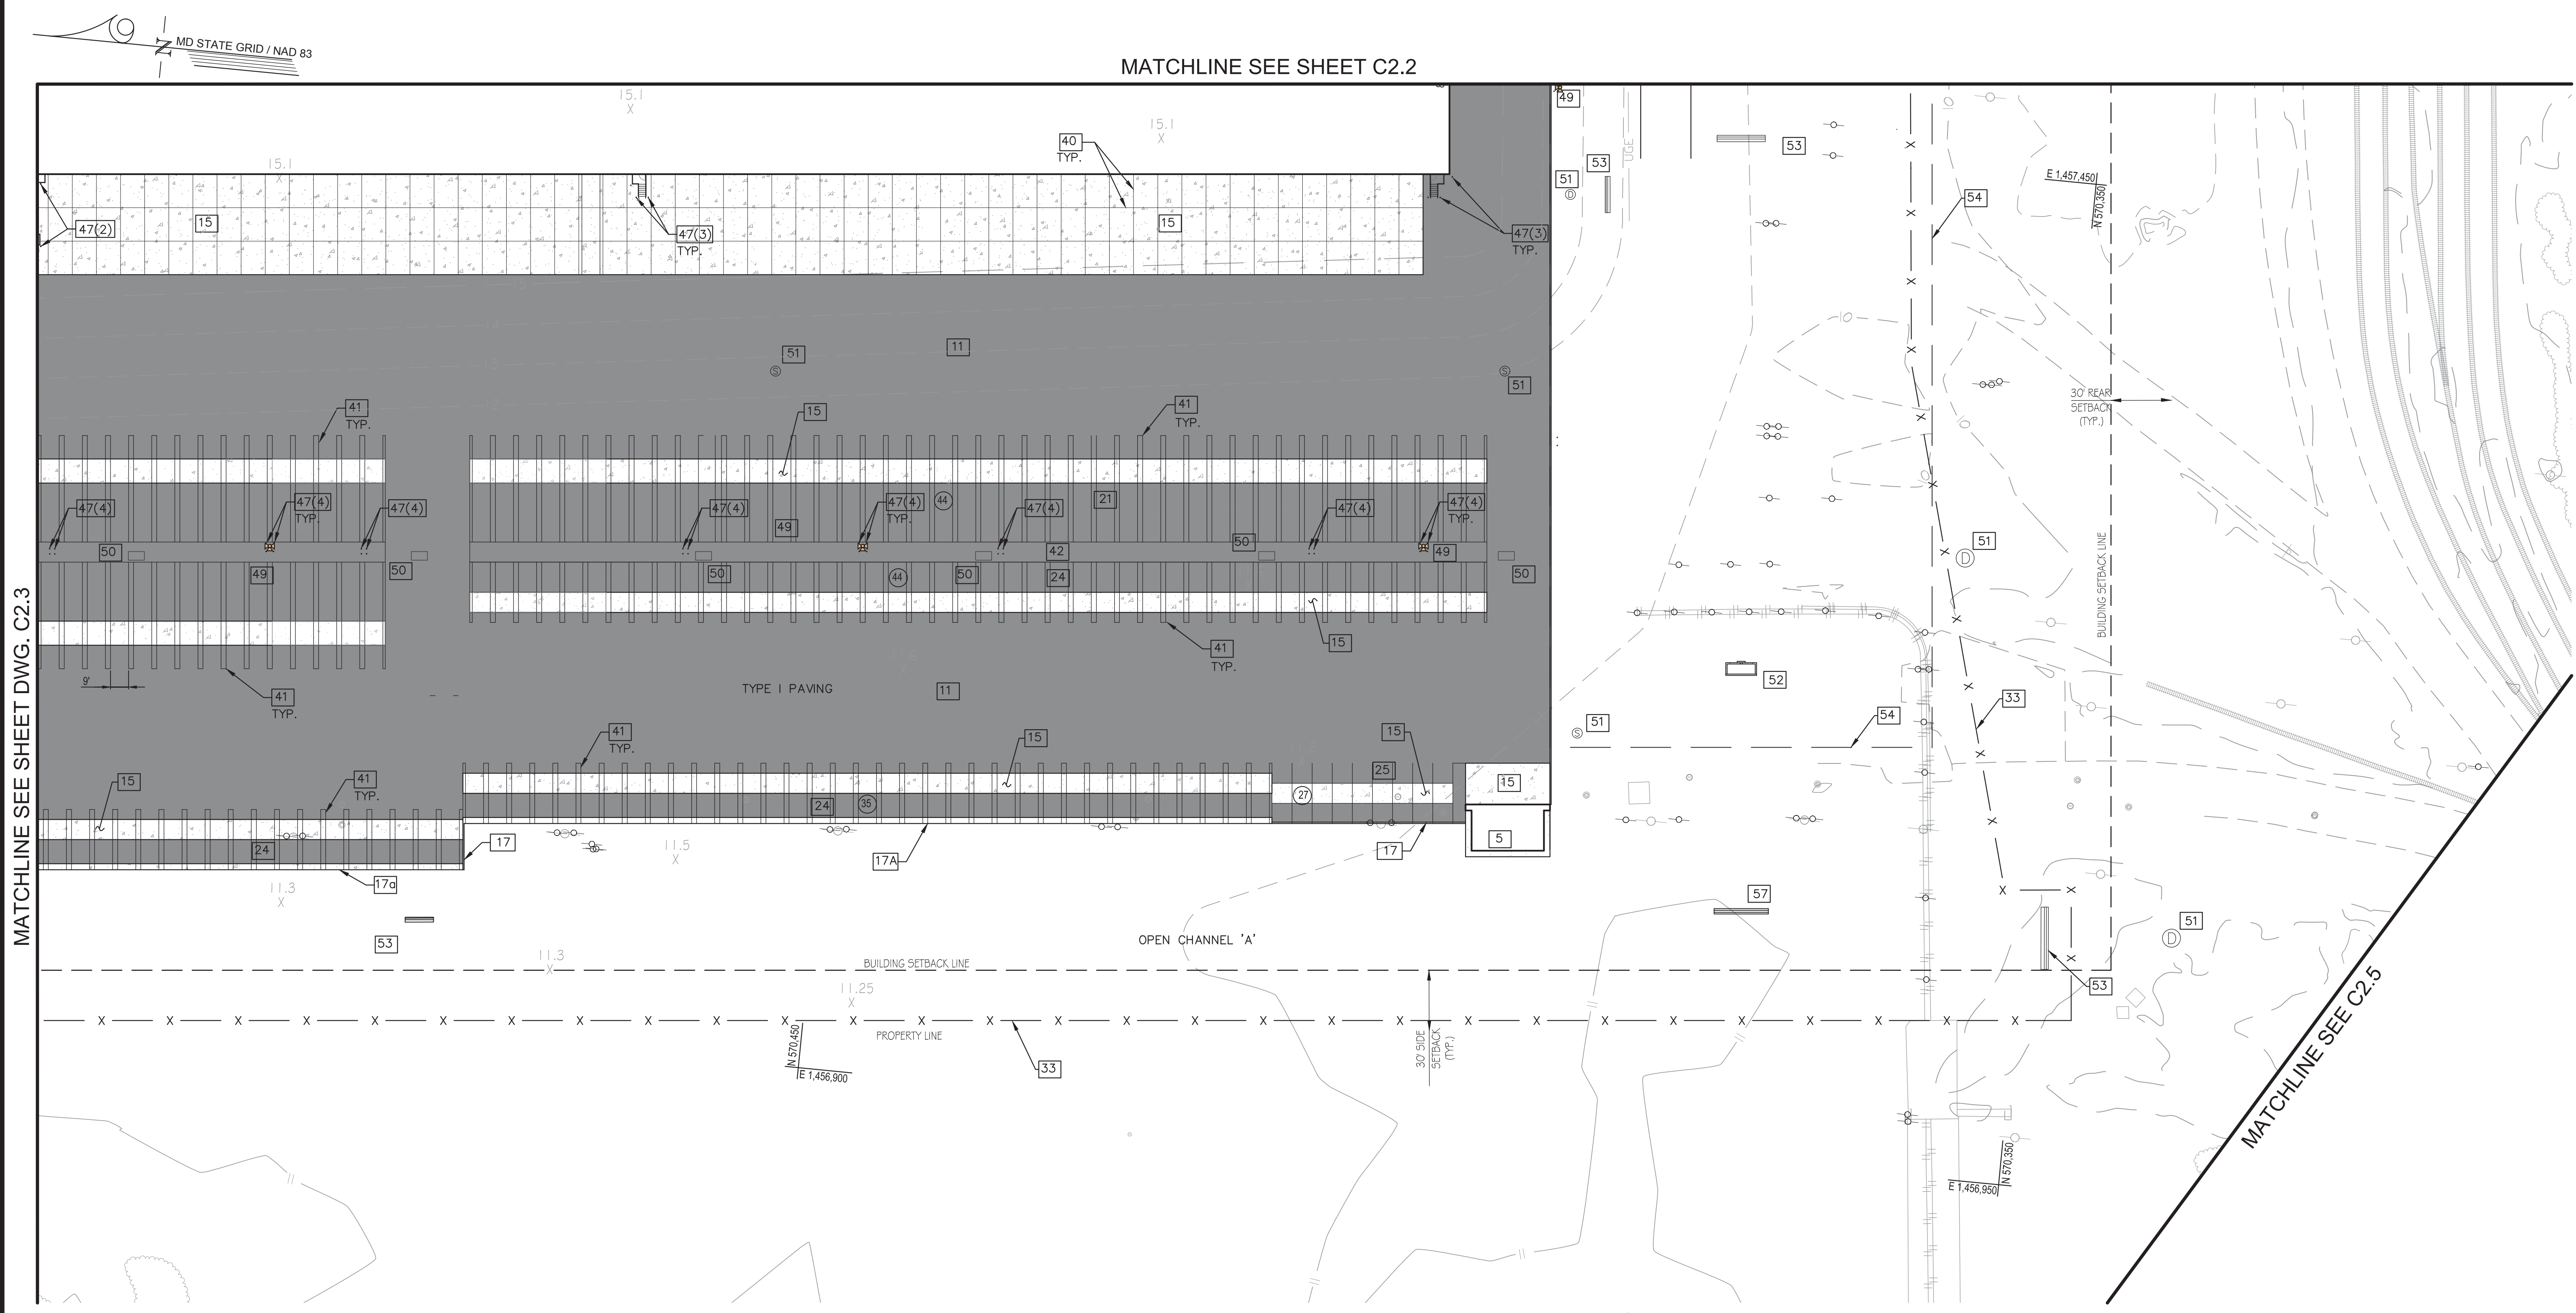 MD STATE GRID / NAD 83
N
MATCHLINE SEE SHEET C2.2
15.1
X
49
15.1
X
40
TYP.
53
53
UGE
15.1
X
51
D
54
E 1,457,450
N 570,350
15
47(2)
47(3)
TYP.
15
47(3)
TYP.
10
51
S
11
S
51
30' REAR
SETBACK
(TYP.)
41
TYP.
15
41
TYP.
47(4)
47(4)
TYP.
47(4)
47(4)
49
47(4)
TYP.
44
47(4)
21
47(4)
47(4)
TYP.
50
49
50
50
44
50
42
24
50
49
50
51
D
BUILDING SETBACK LINE
15
41
TYP.
9'
41
TYP.
TYPE I PAVING
11
52
33
51
S
54
41
TYP.
15
15
25
15
15
41
TYP.
24
35
27
24
17
11.5
X
17A
17
5
17a
11.3
X
57
53
OPEN CHANNEL 'A'
51
D
11.3
X
BUILDING SETBACK LINE
11.25
X
53
PROPERTY LINE
N 570,450
E 1,456,900
33
30' SIDE
SETBACK
(TYP.)
N 570,350
E 1,456,950
MATCHLINE SEE SHEET DWG. C2.3
MATCHLINE SEE C2.5